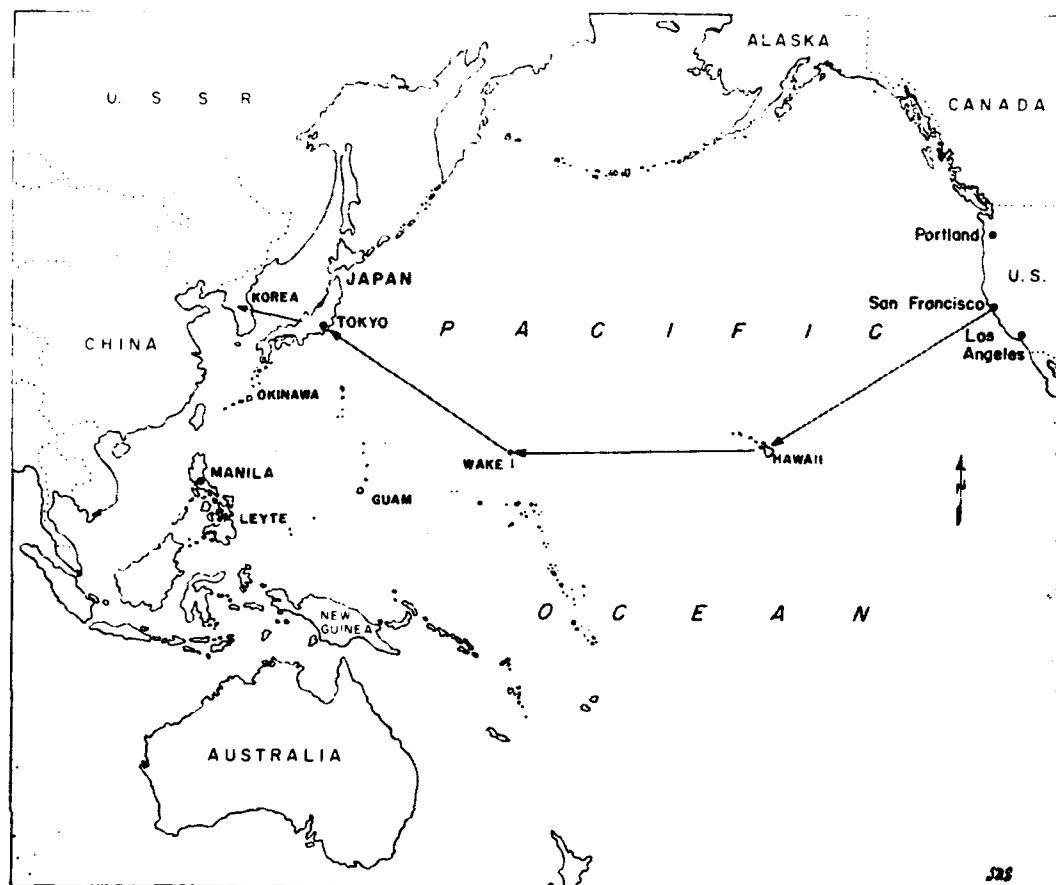 ALASKA
U. S. S. R.
CANADA
Portland
JAPAN
U. S.
KOREA
San Francisco
TOKYO
P A C I F I C
CHINA
Los
Angeles
OKINAWA
WAKE I
HAWAII
MANILA
GUAM
N
LEYTE
O C E A N
NEW
GUINEA
AUSTRALIA